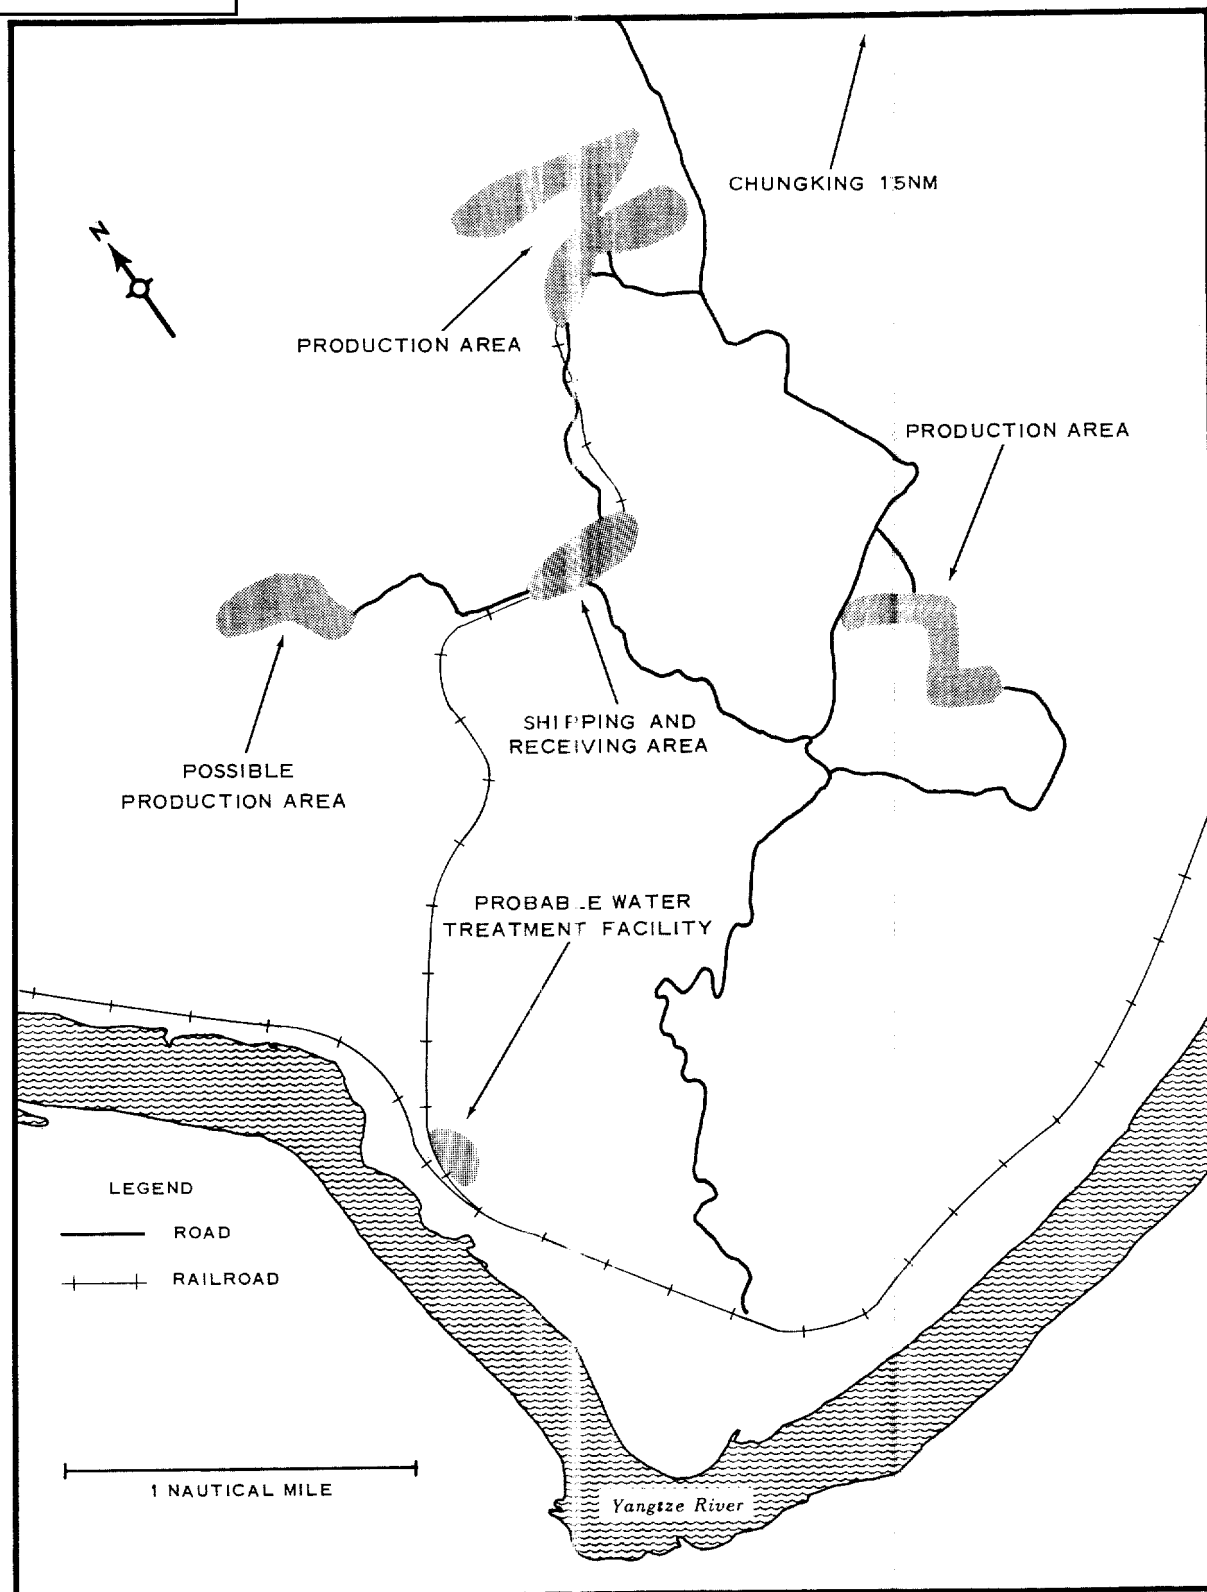 CHUNGKING 15NM
N
PRODUCTION AREA
PRODUCTION AREA
SHIPPING AND
RECEIVING AREA
POSSIBLE
PRODUCTION AREA
PROBABLE WATER
TREATMENT FACILITY
LEGEND
ROAD
RAILROAD
1 NAUTICAL MILE
Yangtze River